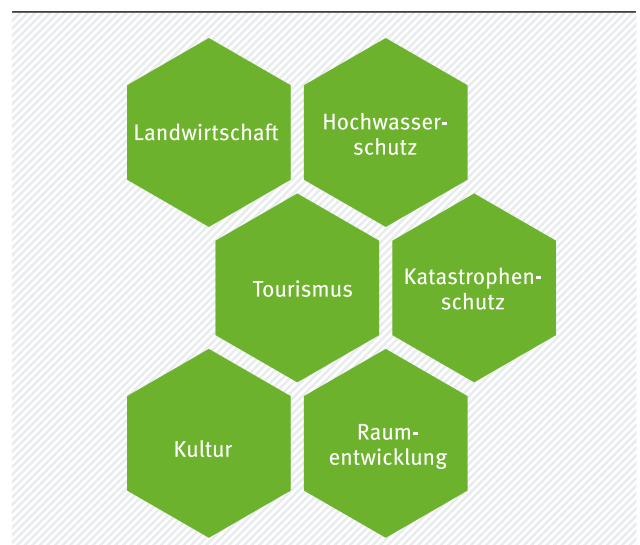 Landwirtschaft
Hochwasser-
schutz
Tourismus
Katastrophen-
schutz
Kultur
Raum-
entwicklung